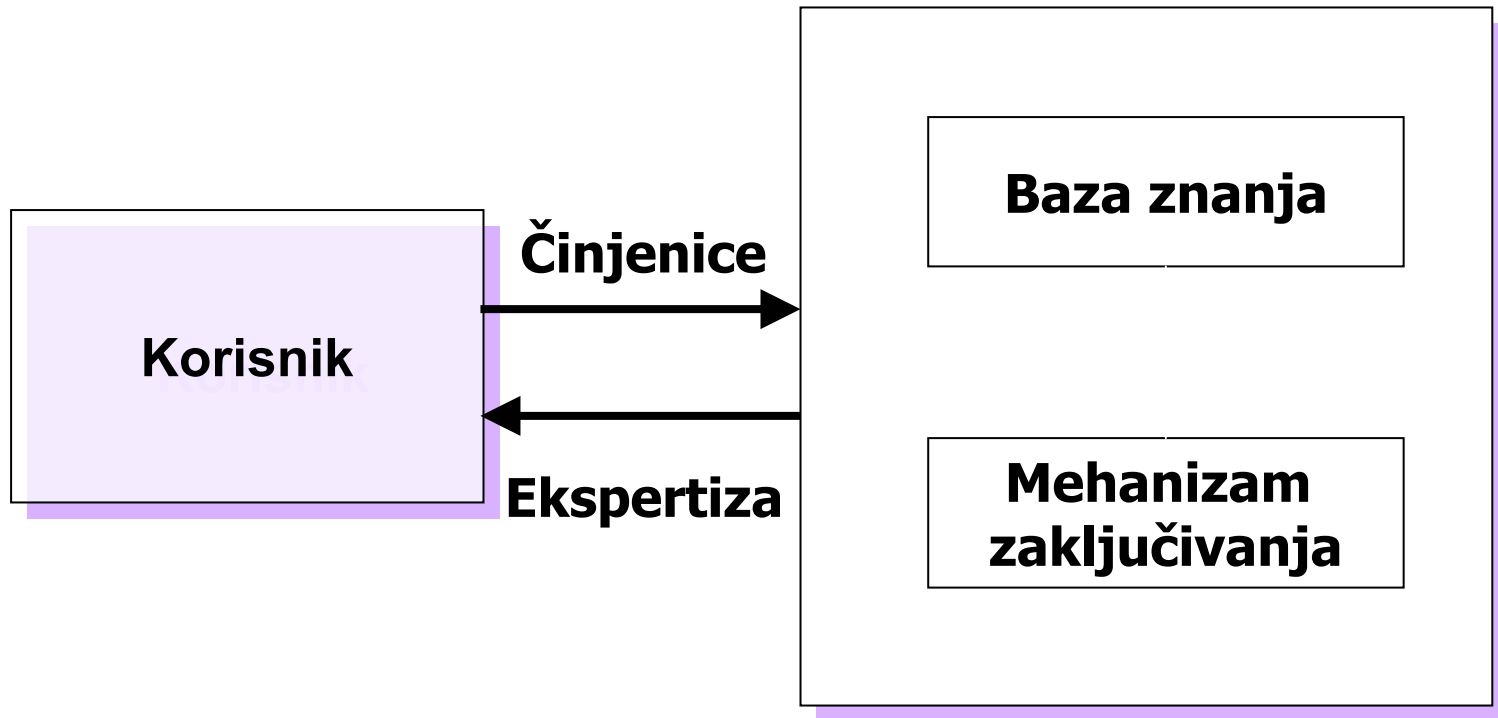 Baza znanja
Činjenice
Korisnik
Ekspertiza
Mehanizam
zaključivanja